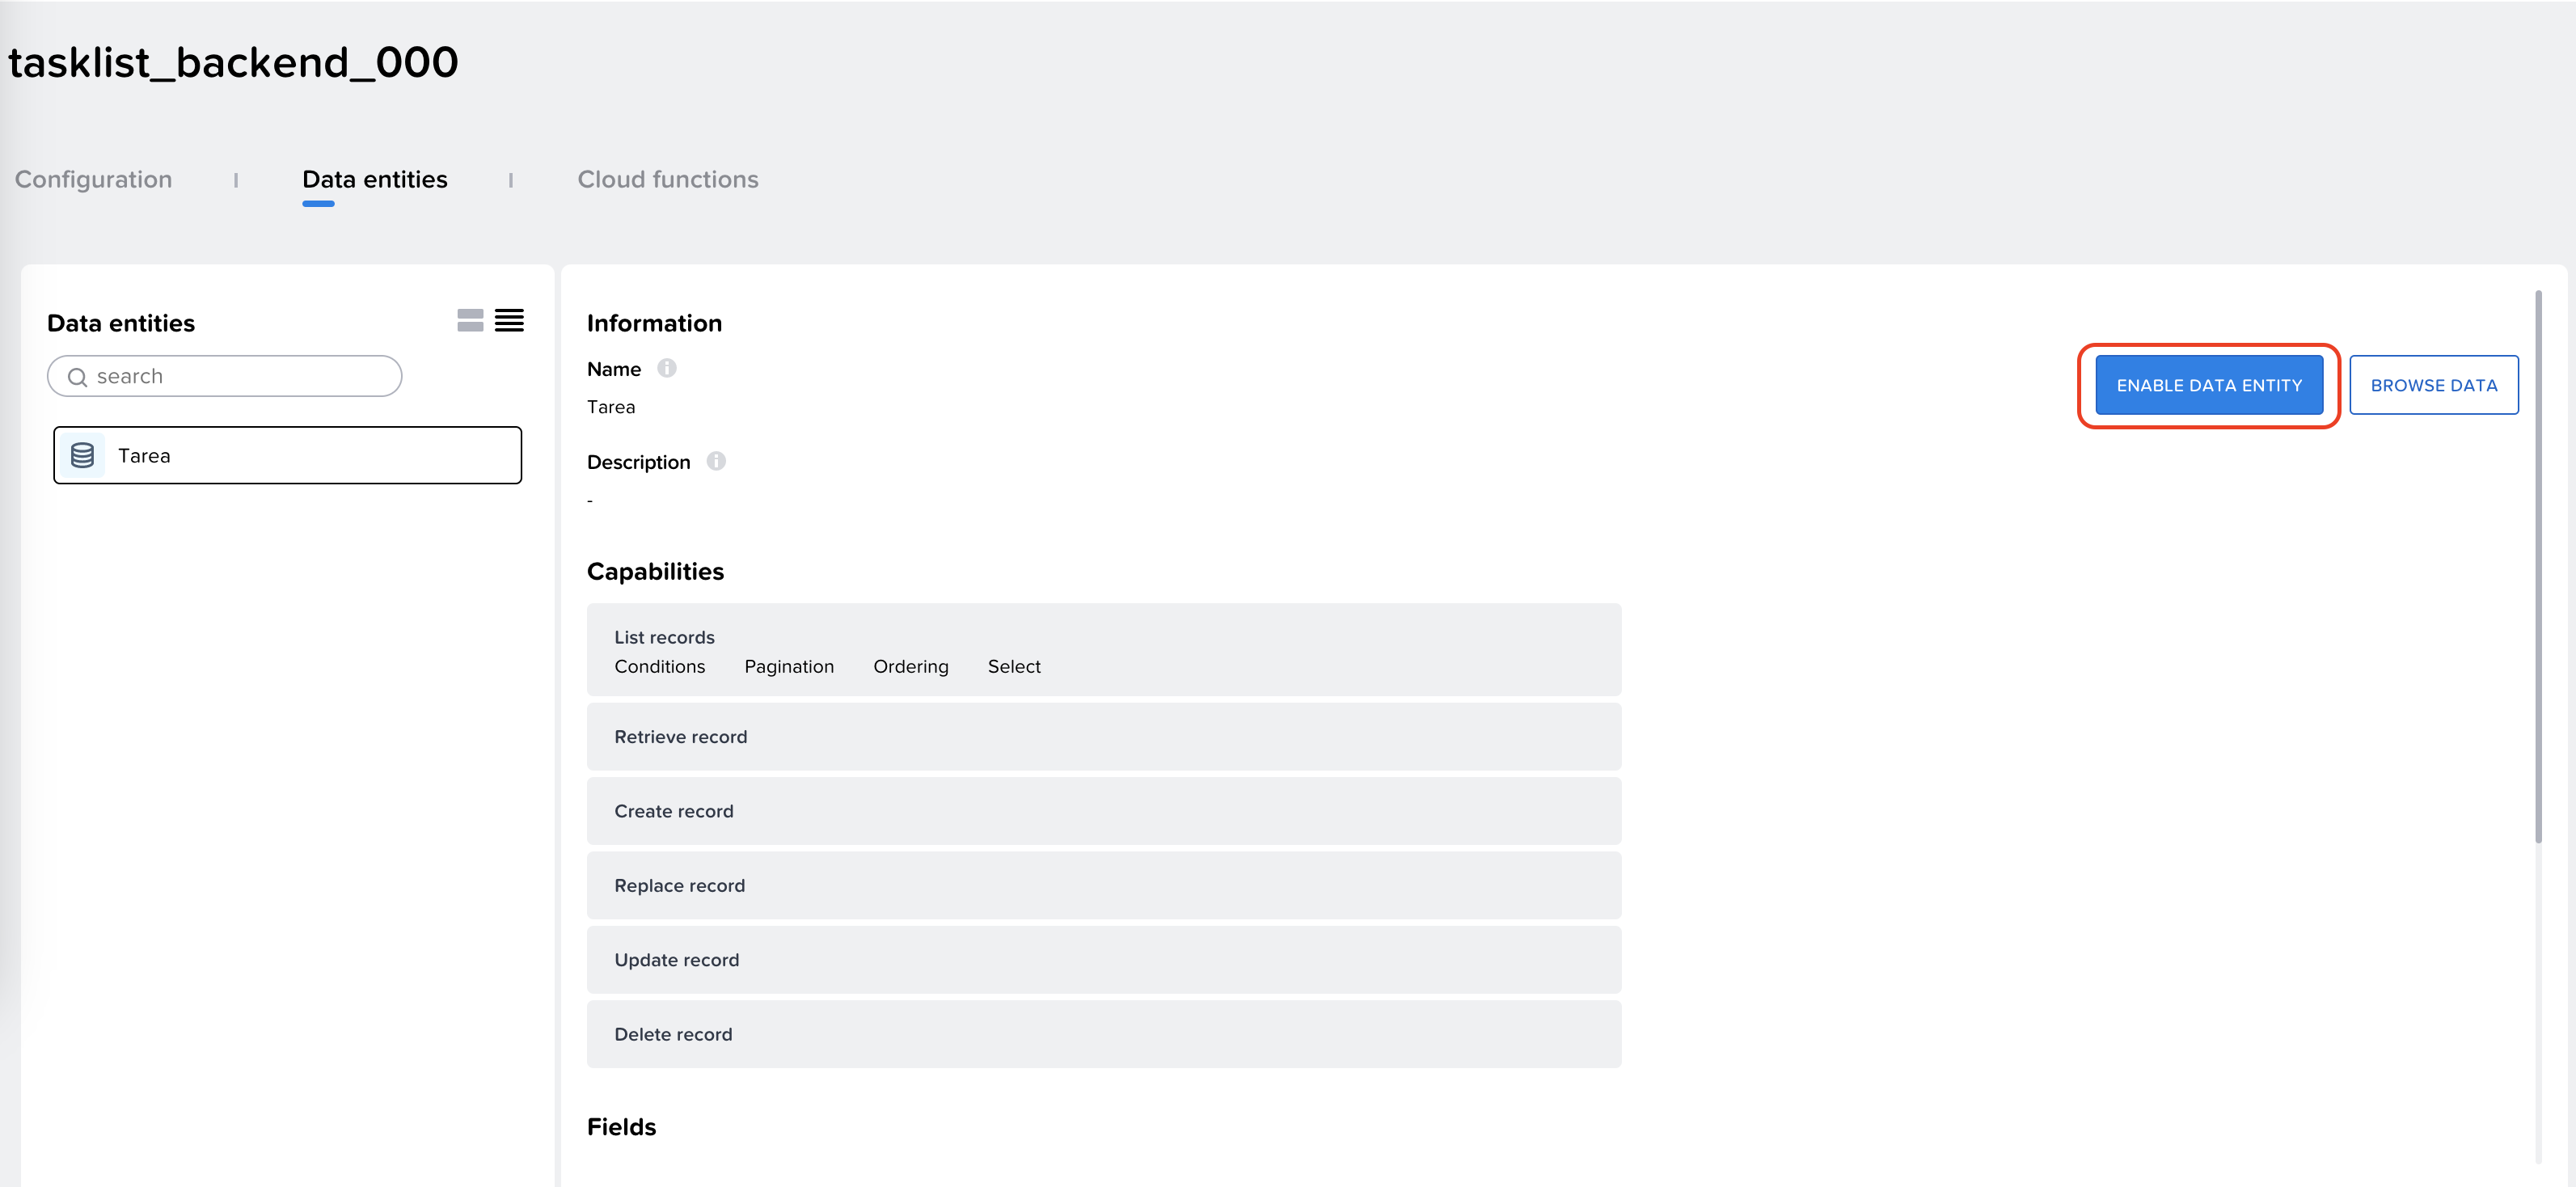 tasklist_backend_000
Configuration | Data entities | Cloud functions
Data entities
search
Tarea
Information
Name
Tarea
ENABLE DATA ENTITY
BROWSE DATA
Description
-
Capabilities
List records
Conditions Pagination Ordering Select
Retrieve record
Create record
Replace record
Update record
Delete record
Fields